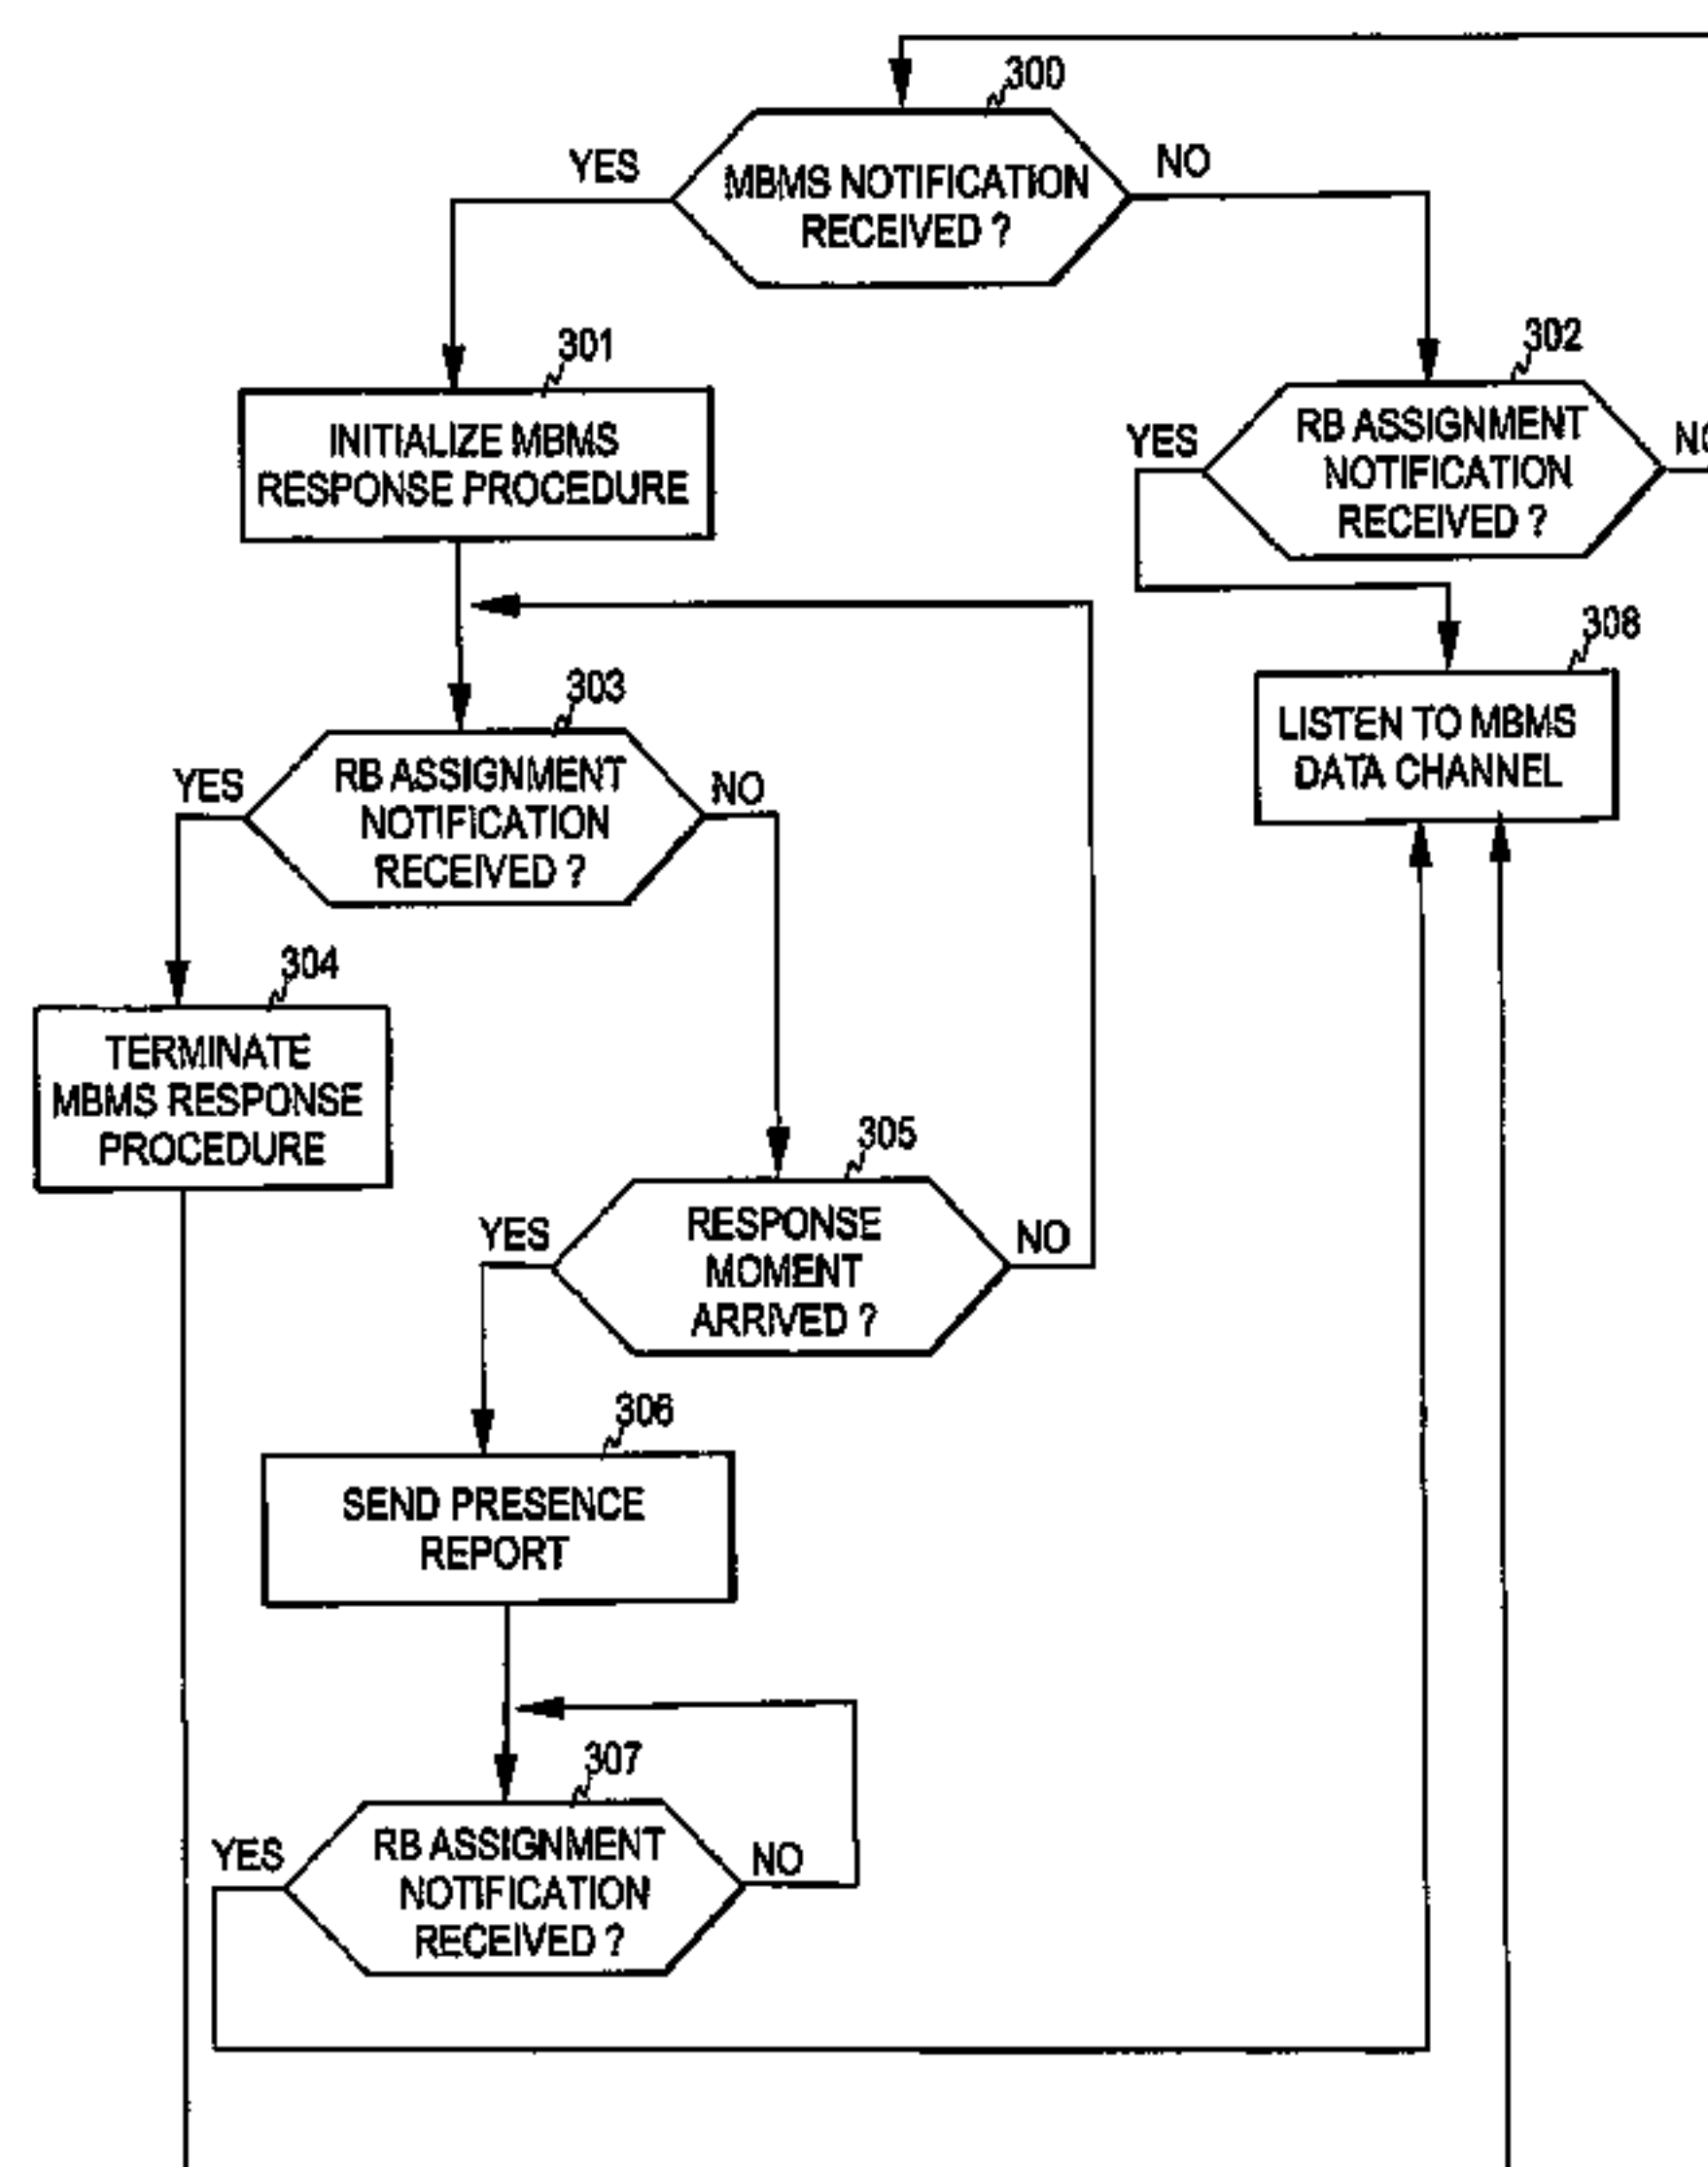 300
YES
NO
MBMS NOTIFICATION
RECEIVED ?
301
302
INITIALIZE MBMS
RESPONSE PROCEDURE
YES
RB ASSIGNMENT
NOTIFICATION
RECEIVED ?
308
LISTEN TO MBMS
DATA CHANNEL
303
YES
RB ASSIGNMENT
NOTIFICATION
RECEIVED ?
NO
304
TERMINATE
MBMS RESPONSE
PROCEDURE
305
YES
RESPONSE
MOMENT
ARRIVED ?
NO
306
SEND PRESENCE
REPORT
307
YES
RB ASSIGNMENT
NOTIFICATION
RECEIVED ?
NO